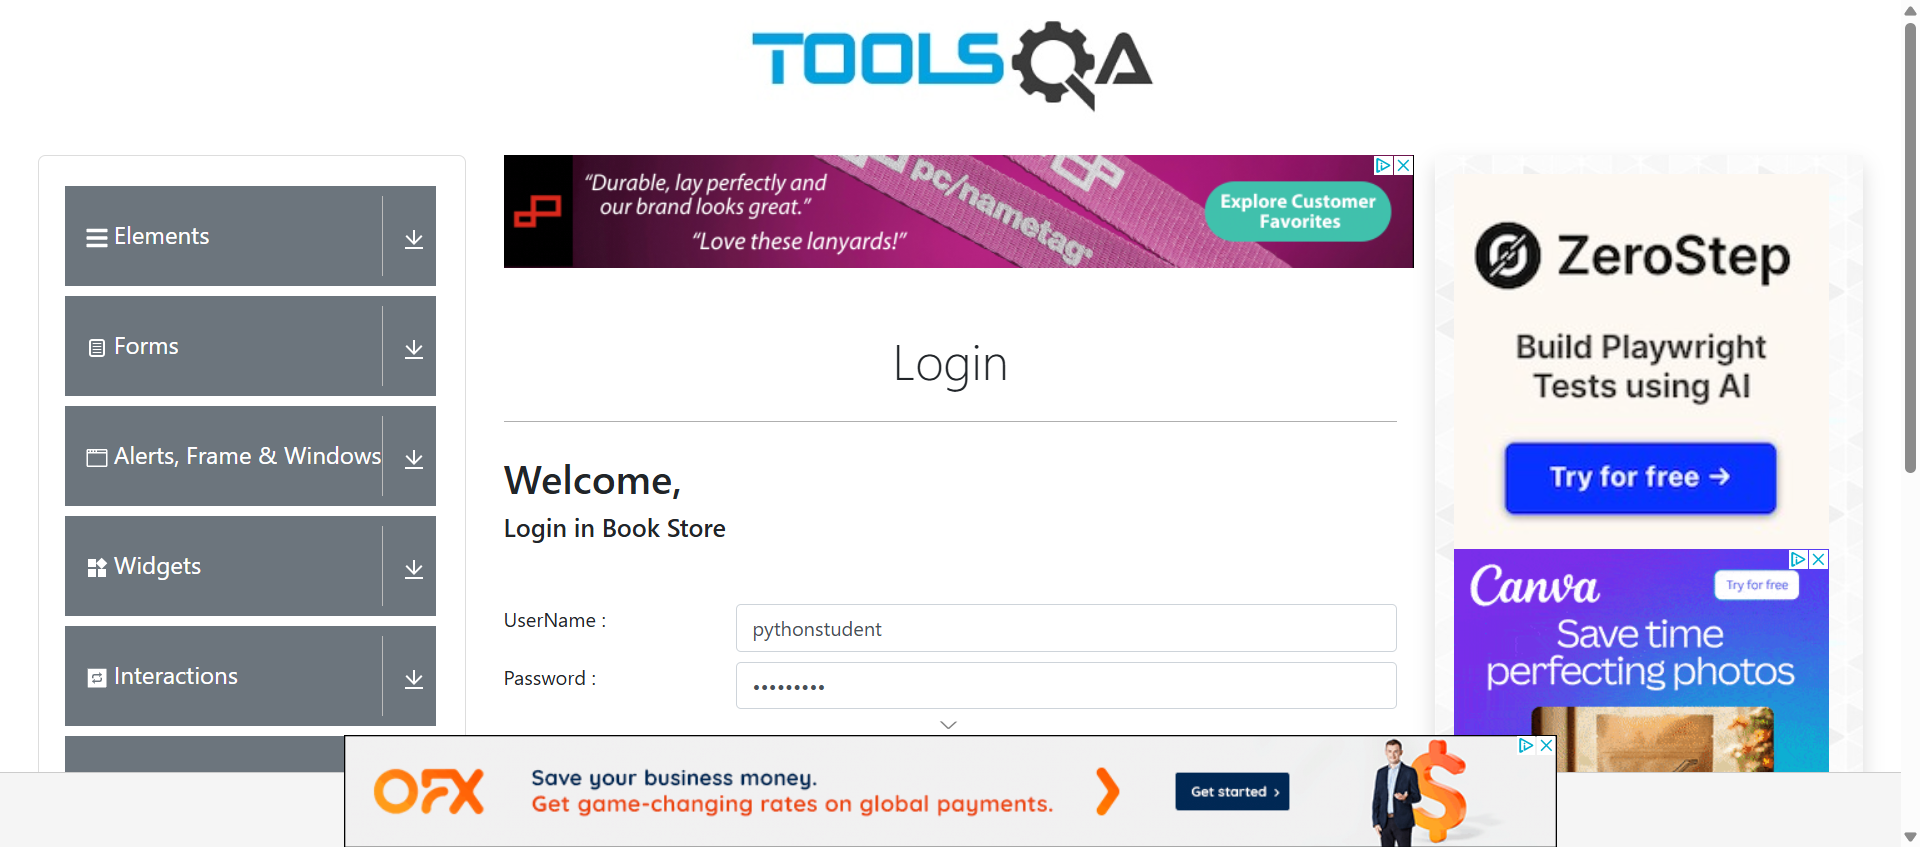 TOOLSQA
Elements
Forms
Alerts, Frame & Windows
Widgets
Interactions
“Durable, lay perfectly and
our brand looks great.”
“Love these lanyards!”
pc/nametag
Explore Customer
Favorites
Login
Welcome,
Login in Book Store
UserName :
pythonstudent
Password :
•••••••••
ZeroStep
Build Playwright
Tests using AI
Try for free →
Canva
Try for free
Save time
perfecting photos
OFX
Save your business money.
Get game-changing rates on global payments.
Get started ›